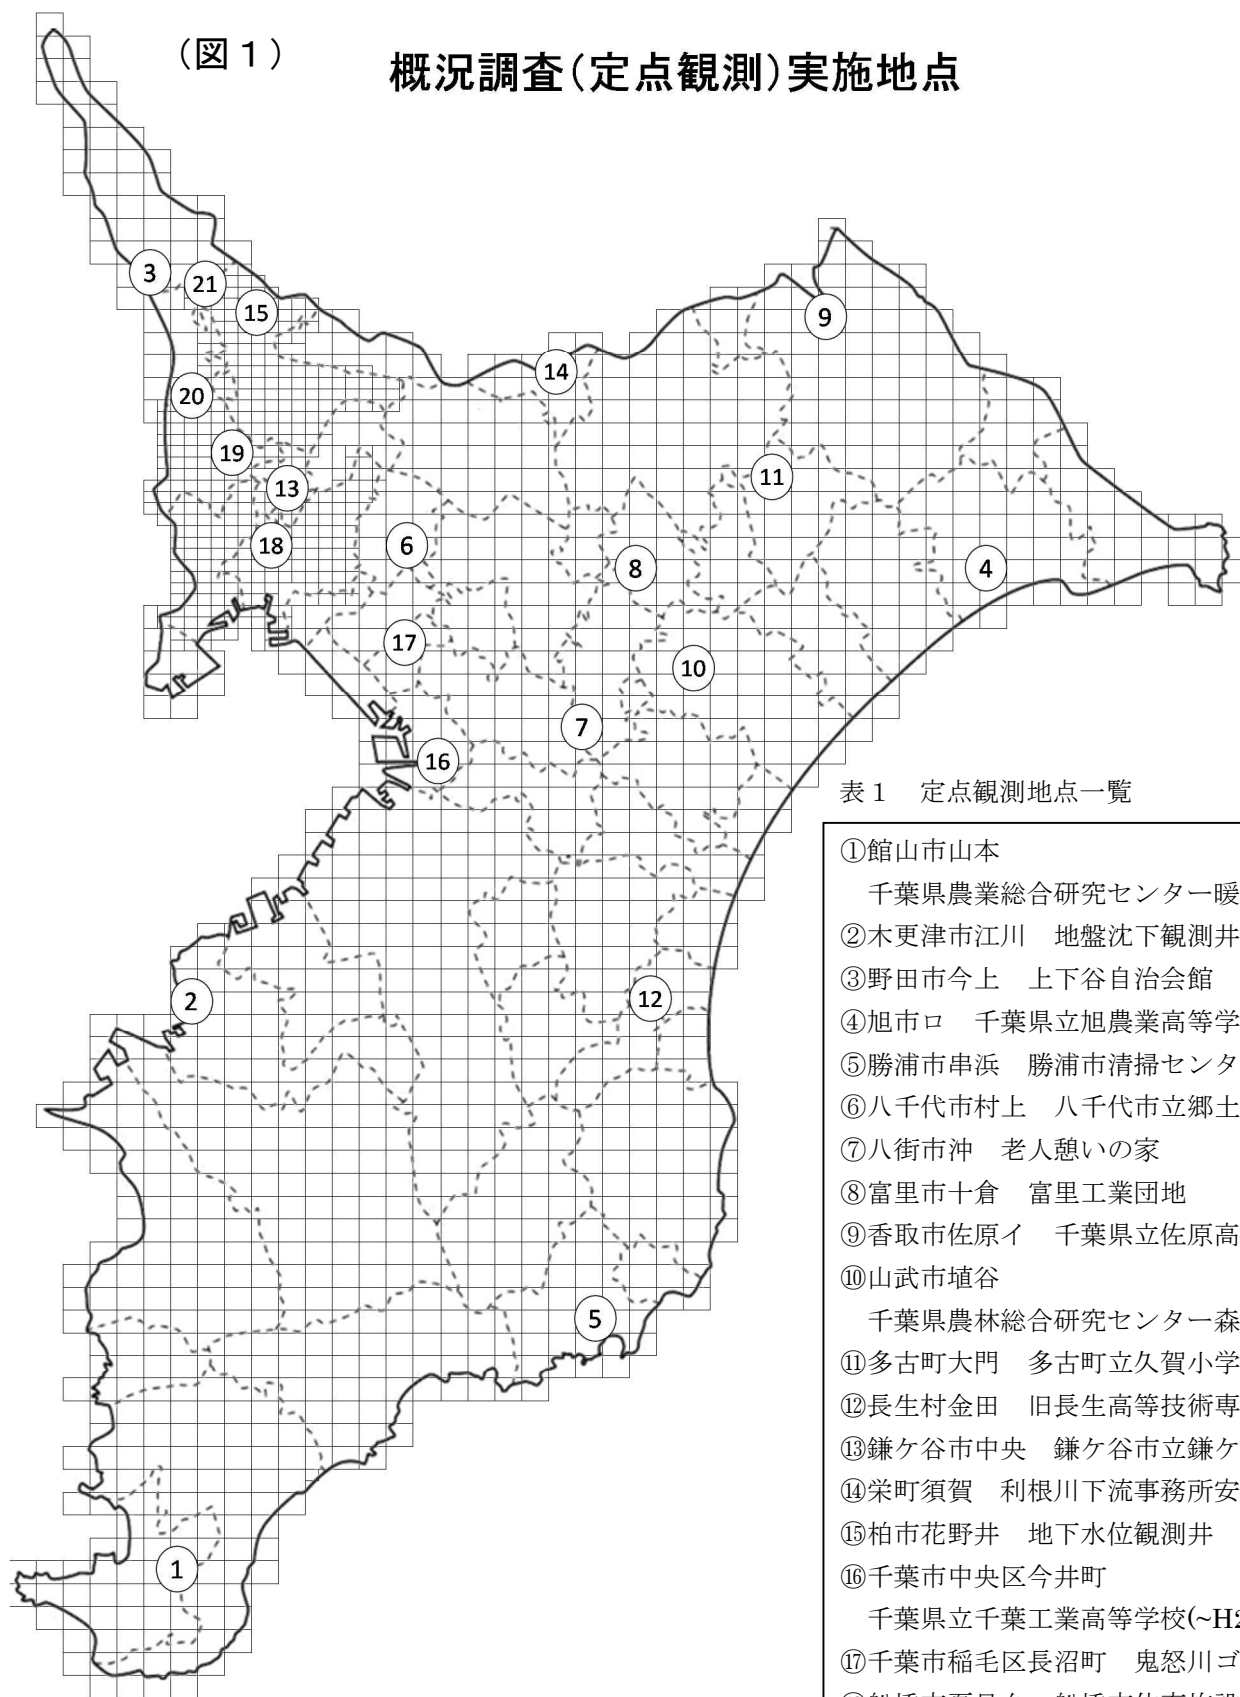 (図１)
概況調査(定点観測)実施地点
3
21
15
9
14
20
19
11
13
18
6
8
4
17
10
7
16
2
12
5
1
表１　定点観測地点一覧
①館山市山本
千葉県農業総合研究センター暖
②木更津市江川　地盤沈下観測井
③野田市今上　上下谷自治会館
④旭市ロ　千葉県立旭農業高等学
⑤勝浦市串浜　勝浦市清掃センタ
⑥八千代市村上　八千代市立郷土
⑦八街市沖　老人憩いの家
⑧富里市十倉　富里工業団地
⑨香取市佐原イ　千葉県立佐原高
⑩山武市埴谷
千葉県農林総合研究センター森
⑪多古町大門　多古町立久賀小学
⑫長生村金田　旧長生高等技術専
⑬鎌ケ谷市中央　鎌ケ谷市立鎌ケ
⑭栄町須賀　利根川下流事務所安
⑮柏市花野井　地下水位観測井
⑯千葉市中央区今井町
千葉県立千葉工業高等学校(~H2
⑰千葉市稲毛区長沼町　鬼怒川ゴ